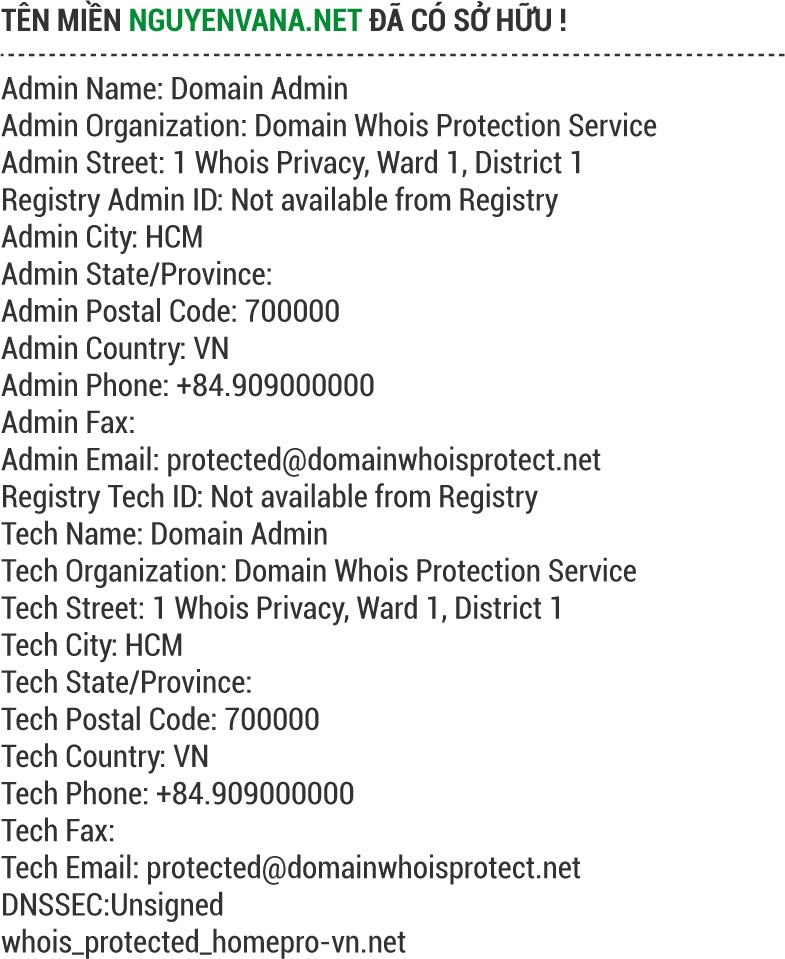 TÊN MIỀN NGUYENVANA.NET ĐÃ CÓ SỞ HỮU !
Admin Name: Domain Admin
Admin Organization: Domain Whois Protection Service
Admin Street: 1 Whois Privacy, Ward 1, District 1
Registry Admin ID: Not available from Registry
Admin City: HCM
Admin State/Province:
Admin Postal Code: 700000
Admin Country: VN
Admin Phone: +84.909000000
Admin Fax:
Admin Email: protected@domainwhoisprotect.net
Registry Tech ID: Not available from Registry
Tech Name: Domain Admin
Tech Organization: Domain Whois Protection Service
Tech Street: 1 Whois Privacy, Ward 1, District 1
Tech City: HCM
Tech State/Province:
Tech Postal Code: 700000
Tech Country: VN
Tech Phone: +84.909000000
Tech Fax:
Tech Email: protected@domainwhoisprotect.net
DNSSEC:Unsigned
whois_protected_homepro-vn.net